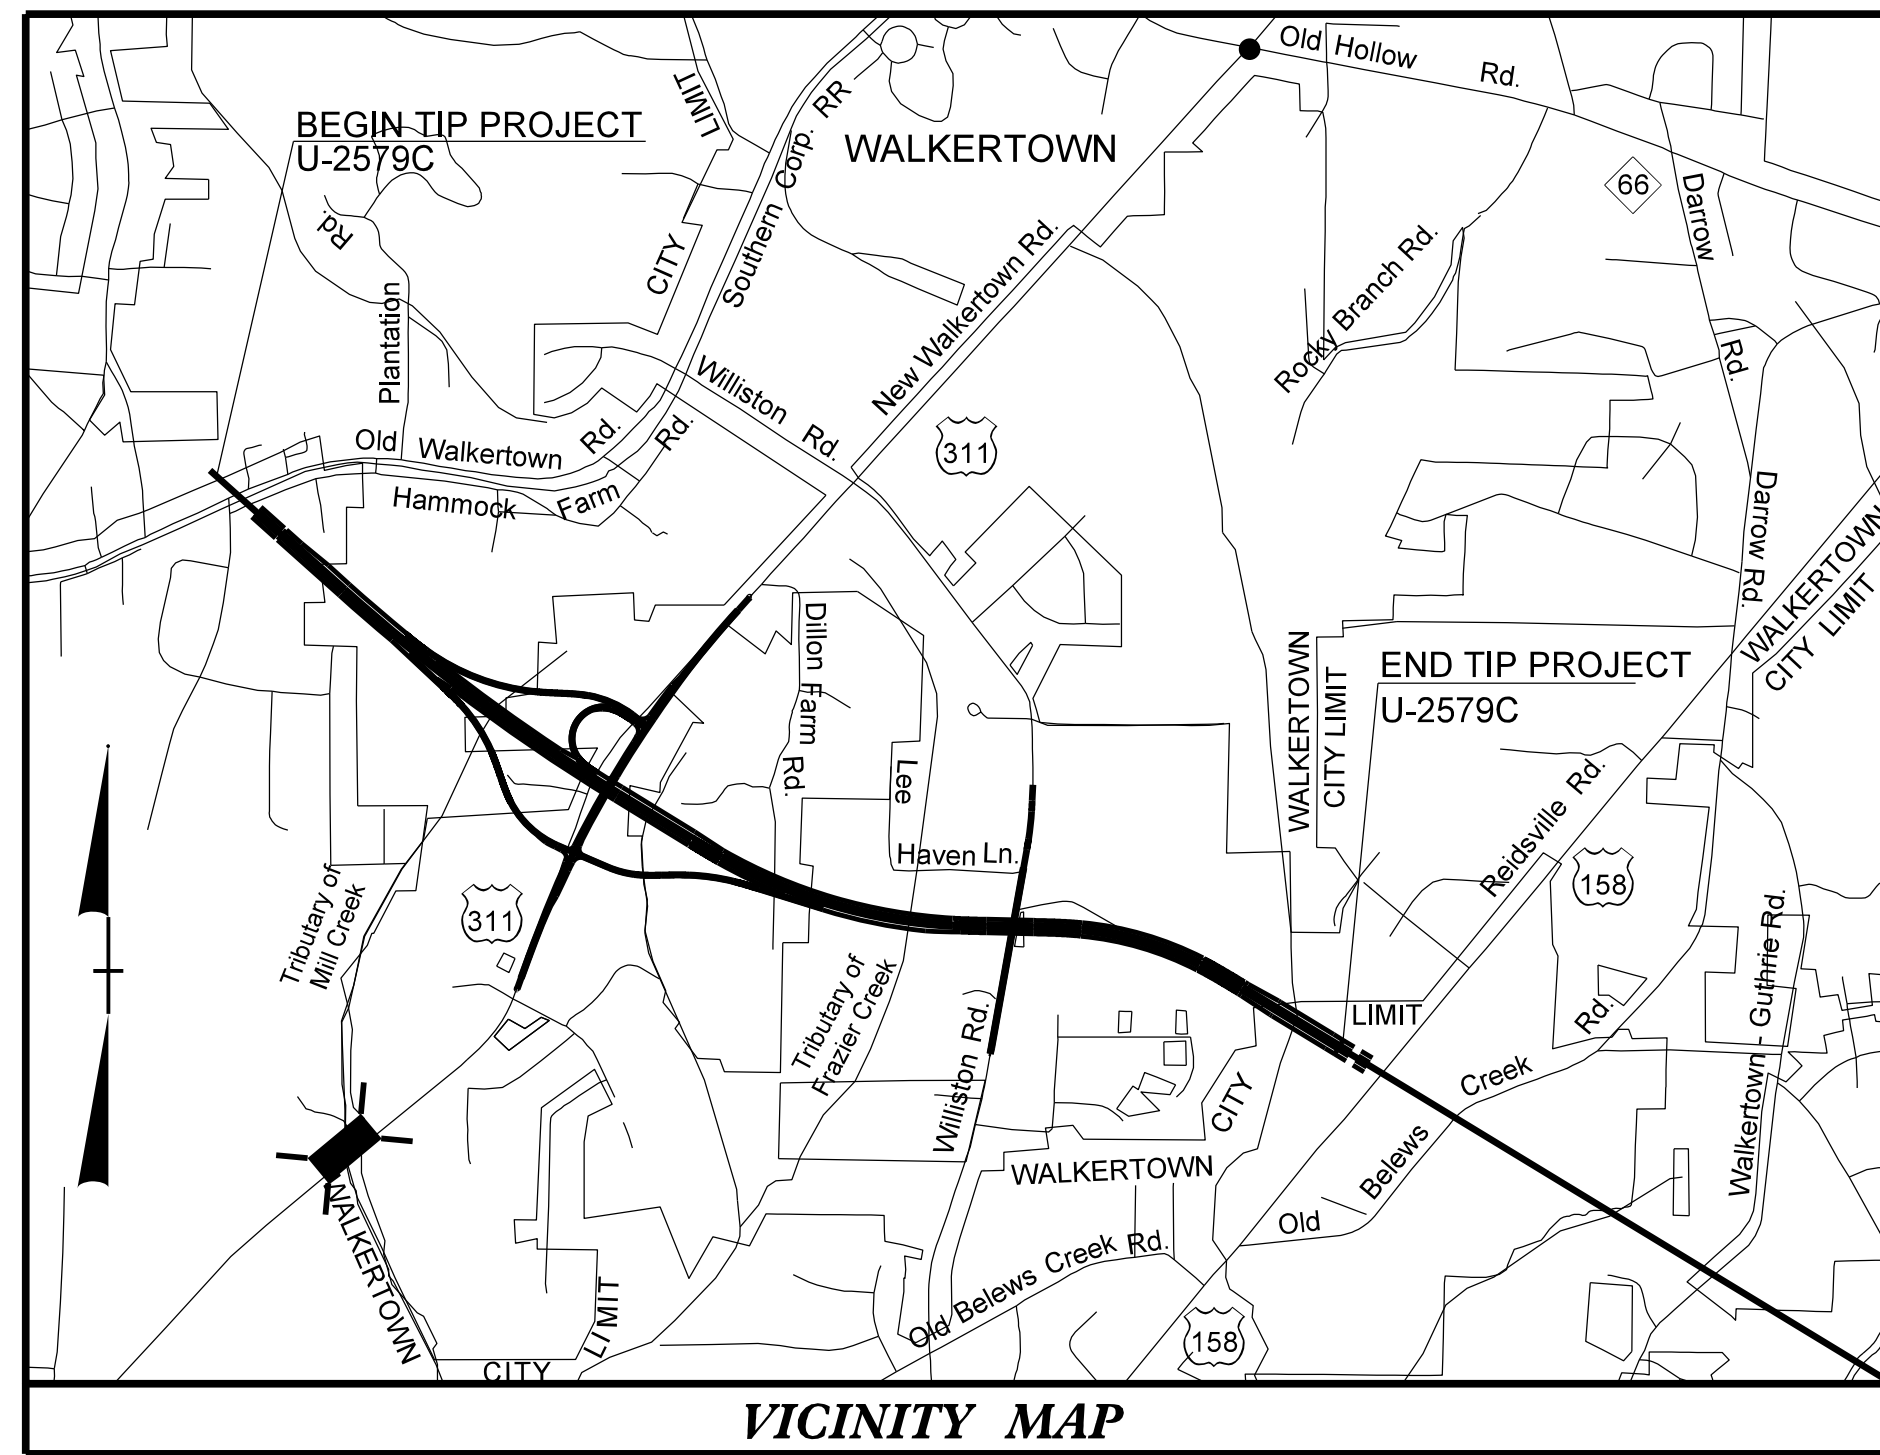 Old Hollow Rd.
LIMIT
BEGIN TIP PROJECT
U-2579C
Southern Corp. RR
WALKERTOWN
66
Darrow Rd.
Rd.
Plantation
CITY
New Walkertown Rd.
Rocky Branch Rd.
Williston Rd.
Old Walkertown Rd.
Hammock Farm Rd.
311
Darrow Rd.
WALKERTOWN
CITY LIMIT
Dillon Farm Rd.
WALKERTOWN
CITY LIMIT
END TIP PROJECT
U-2579C
Lee
Haven Ln.
Reidsville Rd.
158
Tributary of
Mill Creek
311
Tributary of
Frazier Creek
Williston Rd.
LIMIT
CITY
WALKERTOWN
Old Belews Creek Rd.
Walkertown - Guthrie Rd.
WALKERTOWN
LIMIT
CITY
Old Belews Creek Rd.
158
VICINITY MAP